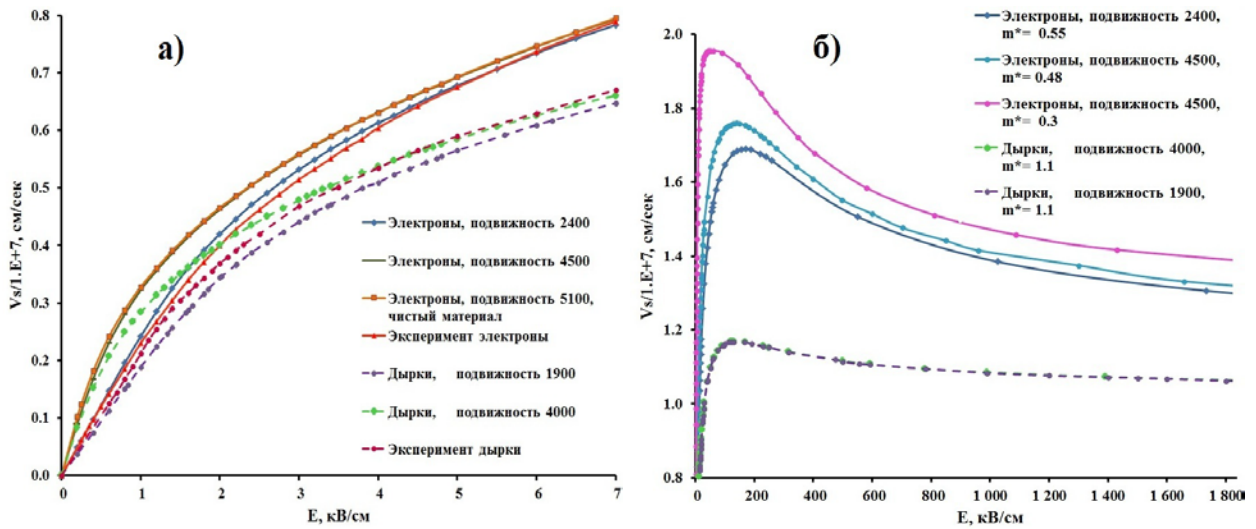 а)
Vs/1.E+7, см/сек
0.8
0.7
0.6
0.5
0.4
0.3
0.2
0.1
0.0
0 1 2 3 4 5 6 7
E, кВ/см
Электроны, подвижность 2400
Электроны, подвижность 4500
Электроны, подвижность 5100,
чистый материал
Эксперимент электроны
Дырки, подвижность 1900
Дырки, подвижность 4000
Эксперимент дырки
б)
Vs/1.E+7, см/сек
2.0
1.8
1.6
1.4
1.2
1.0
0.8
0 200 400 600 800 1 000 1 200 1 400 1 600 1 800
E, кВ/см
Электроны, подвижность 2400,
m*= 0.55
Электроны, подвижность 4500,
m*= 0.48
Электроны, подвижность 4500,
m*= 0.3
Дырки, подвижность 4000,
m*= 1.1
Дырки, подвижность 1900,
m*= 1.1